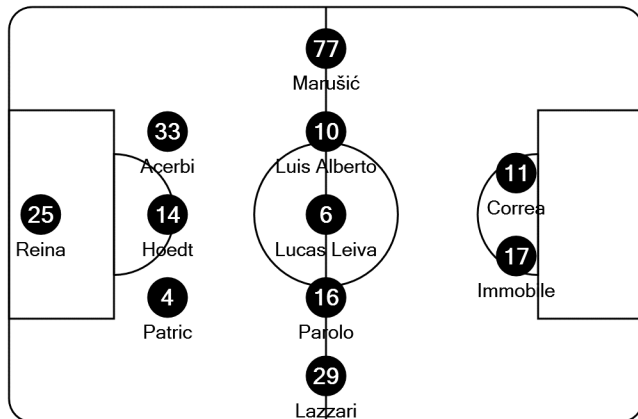 77
Marušić
33
Acerbi
10
Luis Alberto
11
Correa
25
Reina
14
Hoedt
6
Lucas Leiva
17
Immobile
4
Patric
16
Parolo
29
Lazzari